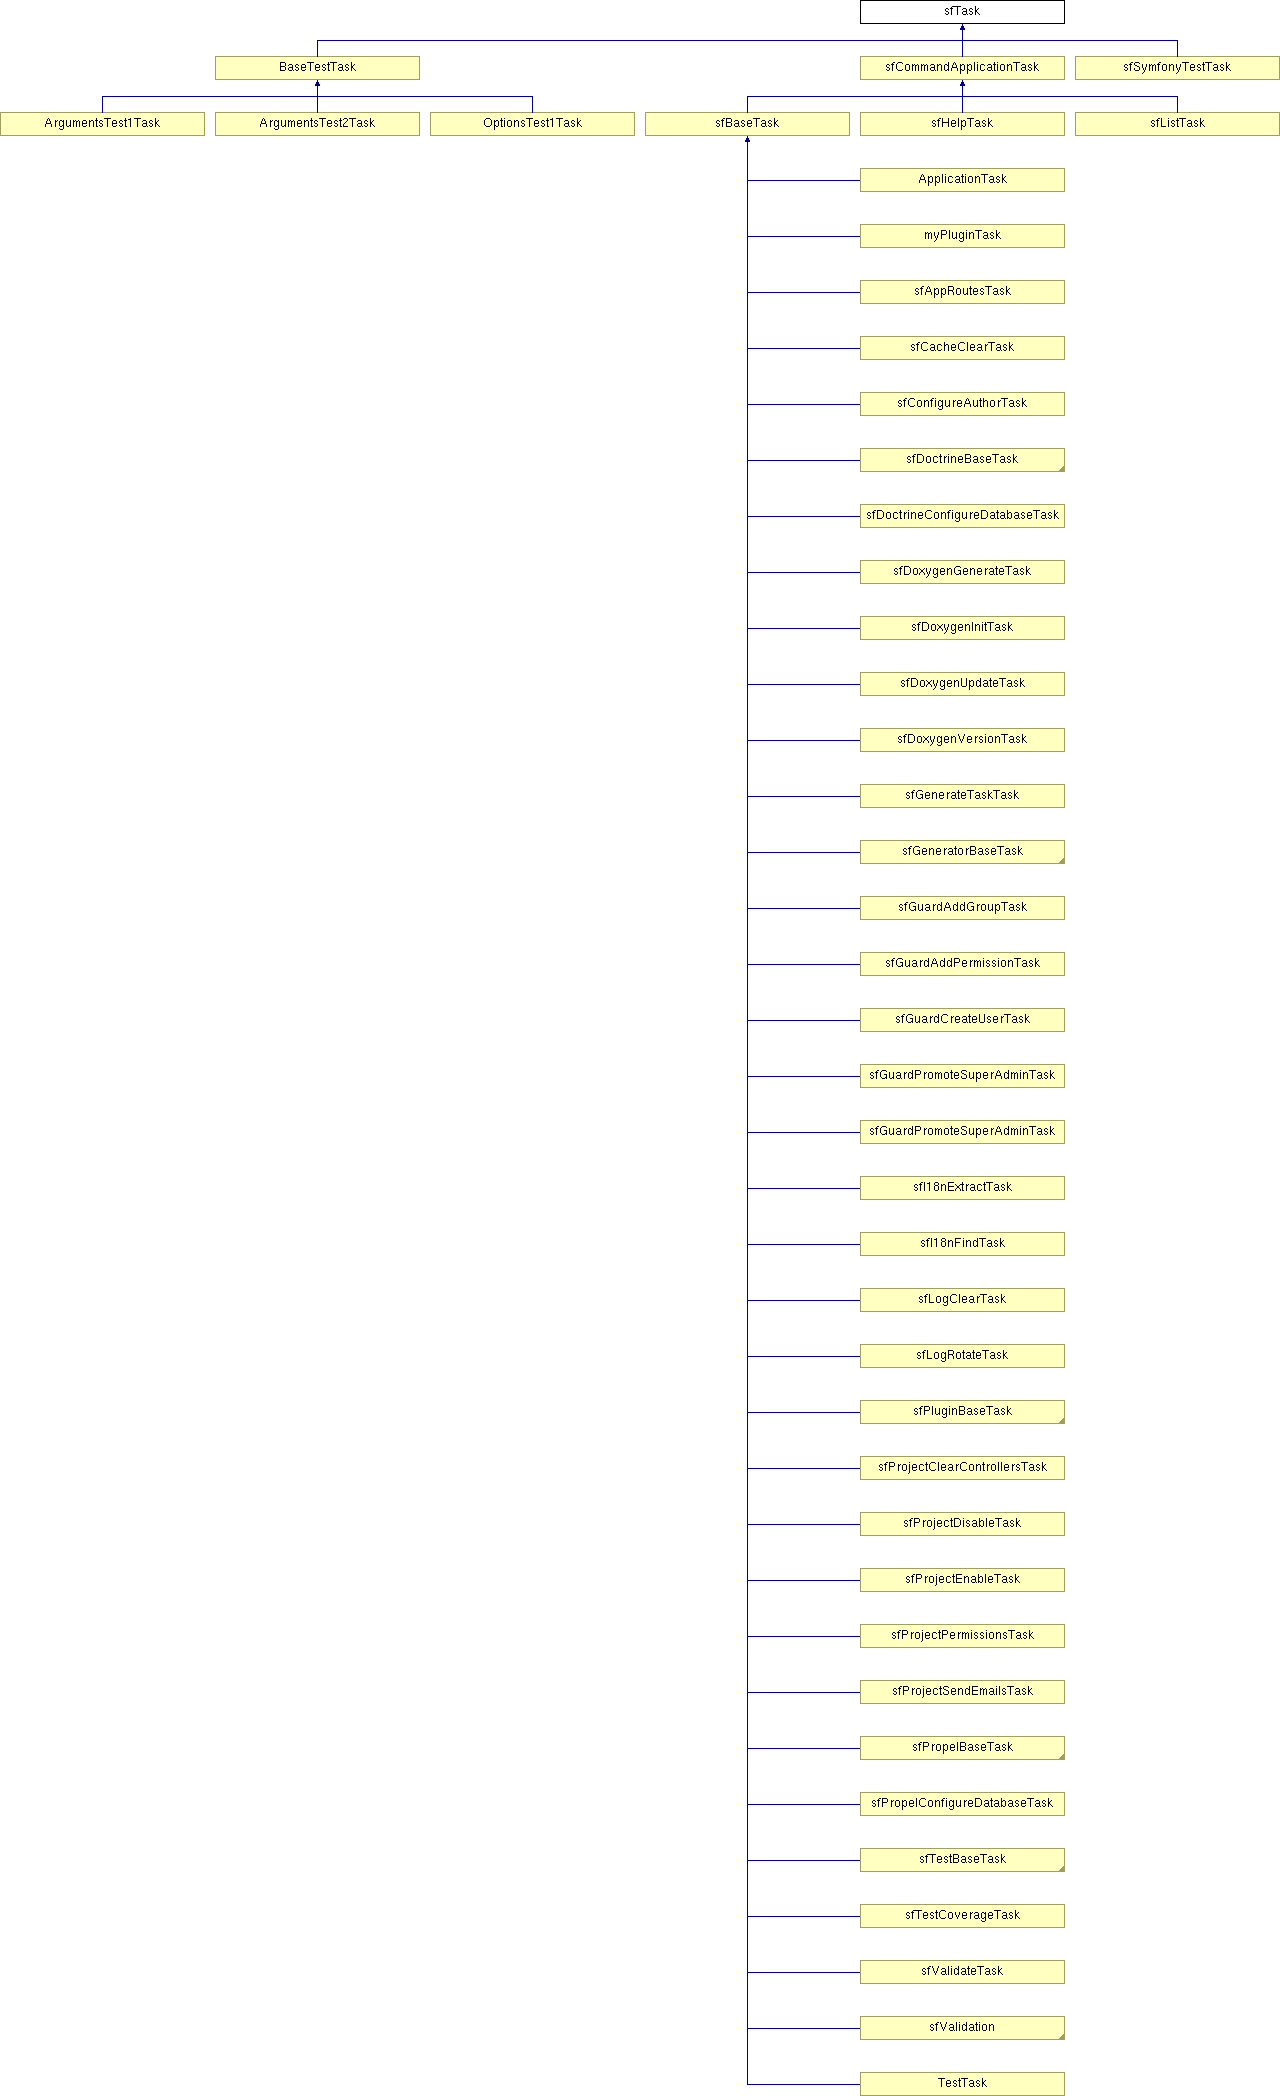 sfTask
BaseTestTask
sfCommandApplicationTask
sfSymfonyTestTask
ArgumentsTest1Task
ArgumentsTest2Task
OptionsTest1Task
sfBaseTask
sfHelpTask
sfListTask
ApplicationTask
myPluginTask
sfAppRoutesTask
sfCacheClearTask
sfConfigureAuthorTask
sfDoctrineBaseTask
sfDoctrineConfigureDatabaseTask
sfDoxygenGenerateTask
sfDoxygenInitTask
sfDoxygenUpdateTask
sfDoxygenVersionTask
sfGenerateTaskTask
sfGeneratorBaseTask
sfGuardAddGroupTask
sfGuardAddPermissionTask
sfGuardCreateUserTask
sfGuardPromoteSuperAdminTask
sfGuardPromoteSuperAdminTask
sfI18nExtractTask
sfI18nFindTask
sfLogClearTask
sfLogRotateTask
sfPluginBaseTask
sfProjectClearControllersTask
sfProjectDisableTask
sfProjectEnableTask
sfProjectPermissionsTask
sfProjectSendEmailsTask
sfPropelBaseTask
sfPropelConfigureDatabaseTask
sfTestBaseTask
sfTestCoverageTask
sfValidateTask
sfValidation
TestTask